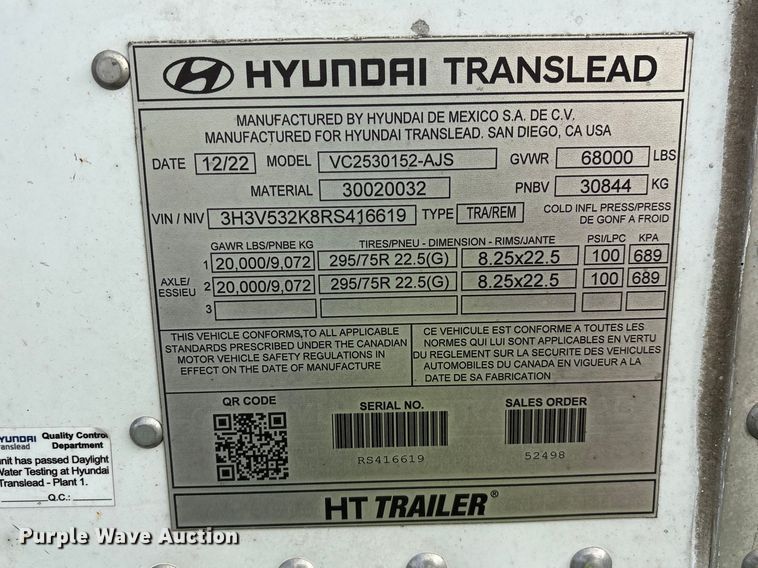 HYUNDAI TRANSLEAD
MANUFACTURED BY HYUNDAI DE MEXICO S.A. DE C.V.
MANUFACTURED FOR HYUNDAI TRANSLEAD. SAN DIEGO, CA USA
DATE 12/22 MODEL VC2530152-AJS GVWR 68000 LBS
MATERIAL 30020032 PNBV 30844 KG
VIN / NIV 3H3V532K8RS416619 TYPE TRA/REM COLD INFL PRESS/PRESS DE GONF A FROID
GAWR LBS/PNBE KG TIRES/PNEU - DIMENSION - RIMS/JANTE PSI/LPC KPA
AXLE/ESSIEU
1 20,000/9,072 295/75R 22.5(G) 8.25x22.5 100 689
2 20,000/9,072 295/75R 22.5(G) 8.25x22.5 100 689
3
THIS VEHICLE CONFORMS,TO ALL APPLICABLE
STANDARDS PRESCRIBED UNDER THE CANADIAN
MOTOR VEHICLE SAFETY REGULATIONS IN
EFFECT ON THE DATE OF MANUFACTURE
CE VEHICULE EST CONFORME A TOUTES LES
NORMES QUI LUI SONT APPLICABLES EN VERTU
DU REGLEMENT SUR LA SECURITE DES VEHICULES
AUTOMOBILES DU CANADA EN VIGUEUR A LA
DATE DE SA FABRICATION
QR CODE SERIAL NO. SALES ORDER
RS416619 52498
HT TRAILER®
HYUNDAI Translead Quality Control
Department
unit has passed Daylight
Water Testing at Hyundai
Translead - Plant 1.
Q.C.:
Purple Wave Auction